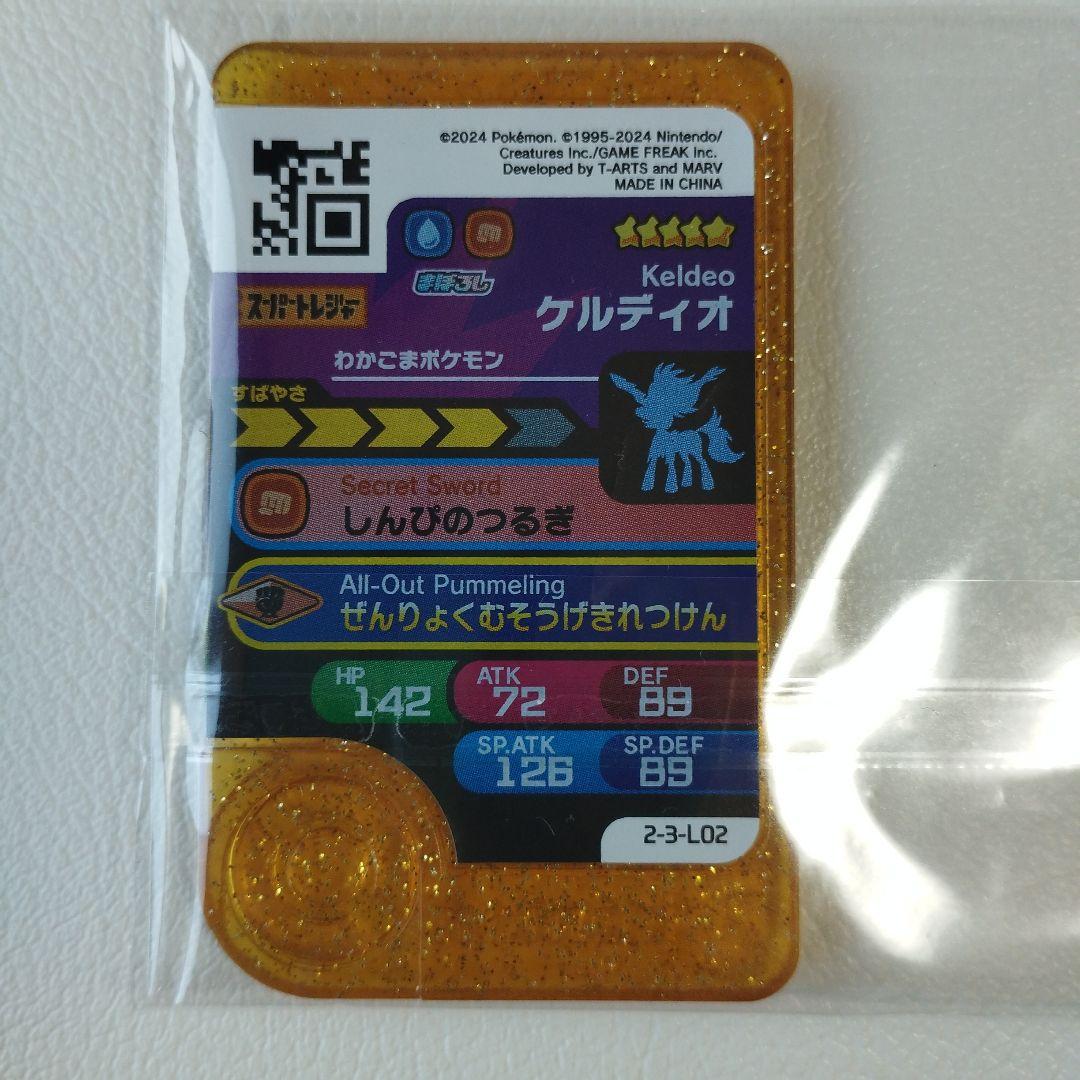 ©2024 Pokémon. ©1995-2024 Nintendo/
Creatures Inc./GAME FREAK inc.
Developed by T-ARTS and MARV
MADE IN CHINA
まぼろし
Keldeo
スーパートレジャー
ケルディオ
わかごまポケモン
すばやさ
Secret Sword
しんぴのつるぎ
All-Out Pummeling
ぜんりょくむそうげきれつけん
HP 142 ATK 72 DEF 89
SP.ATK 126 SP.DEF 89
2-3-L02